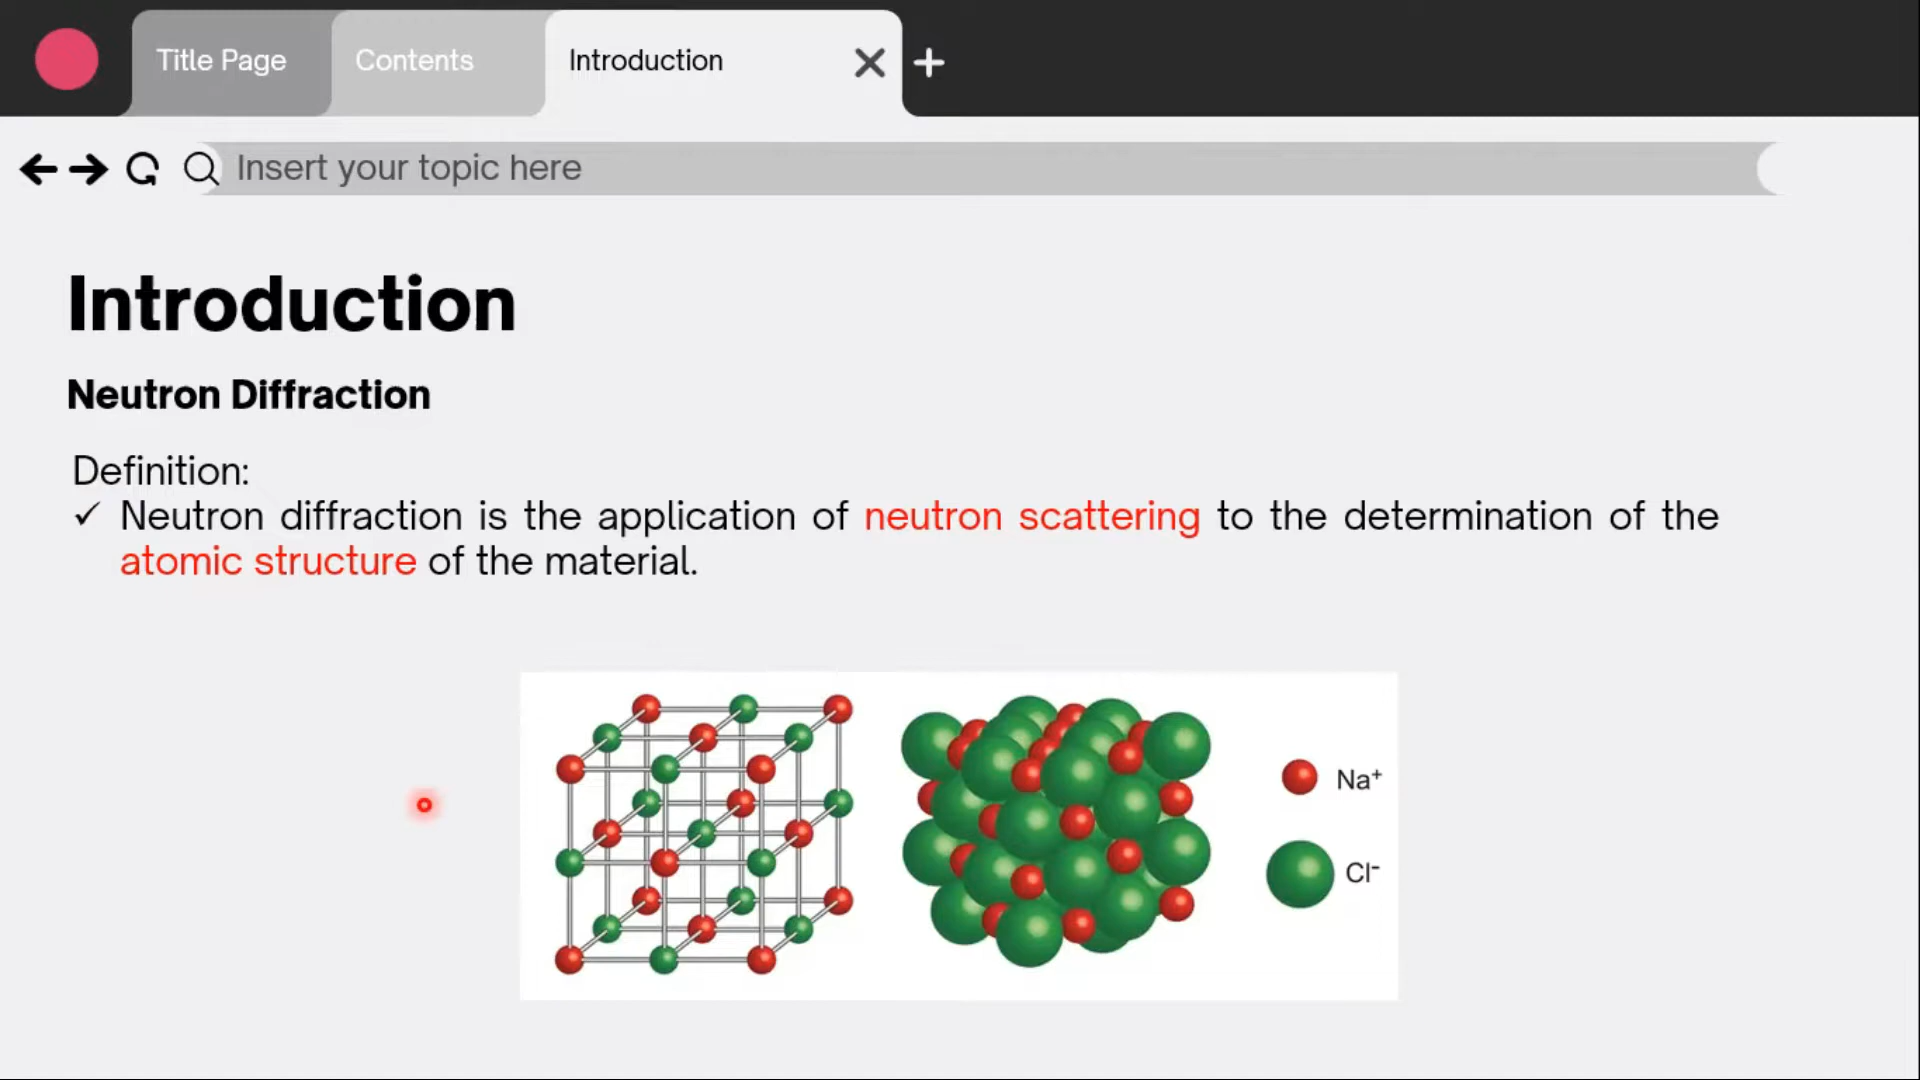 Title Page
Contents
Introduction
Insert your topic here
Introduction
Neutron Diffraction
Definition:
✓ Neutron diffraction is the application of neutron scattering to the determination of the
atomic structure of the material.
Na⁺
Cl⁻